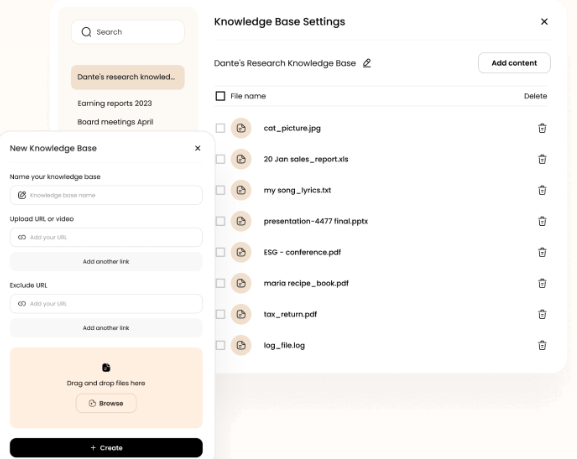 Search
Dante's research knowled...
Earning reports 2023
Board meetings April
Knowledge Base Settings
Dante's Research Knowledge Base
Add content
File name
Delete
cat_picture.jpg
20 Jan sales_report.xls
my song_lyrics.txt
presentation-4477 final.pptx
ESG - conference.pdf
maria recipe_book.pdf
tax_return.pdf
log_file.log
New Knowledge Base
Name your knowledge base
Knowledge base name
Upload URL or video
Add your URL
Add another link
Exclude URL
Add your URL
Add another link
Drag and drop files here
Browse
+ Create